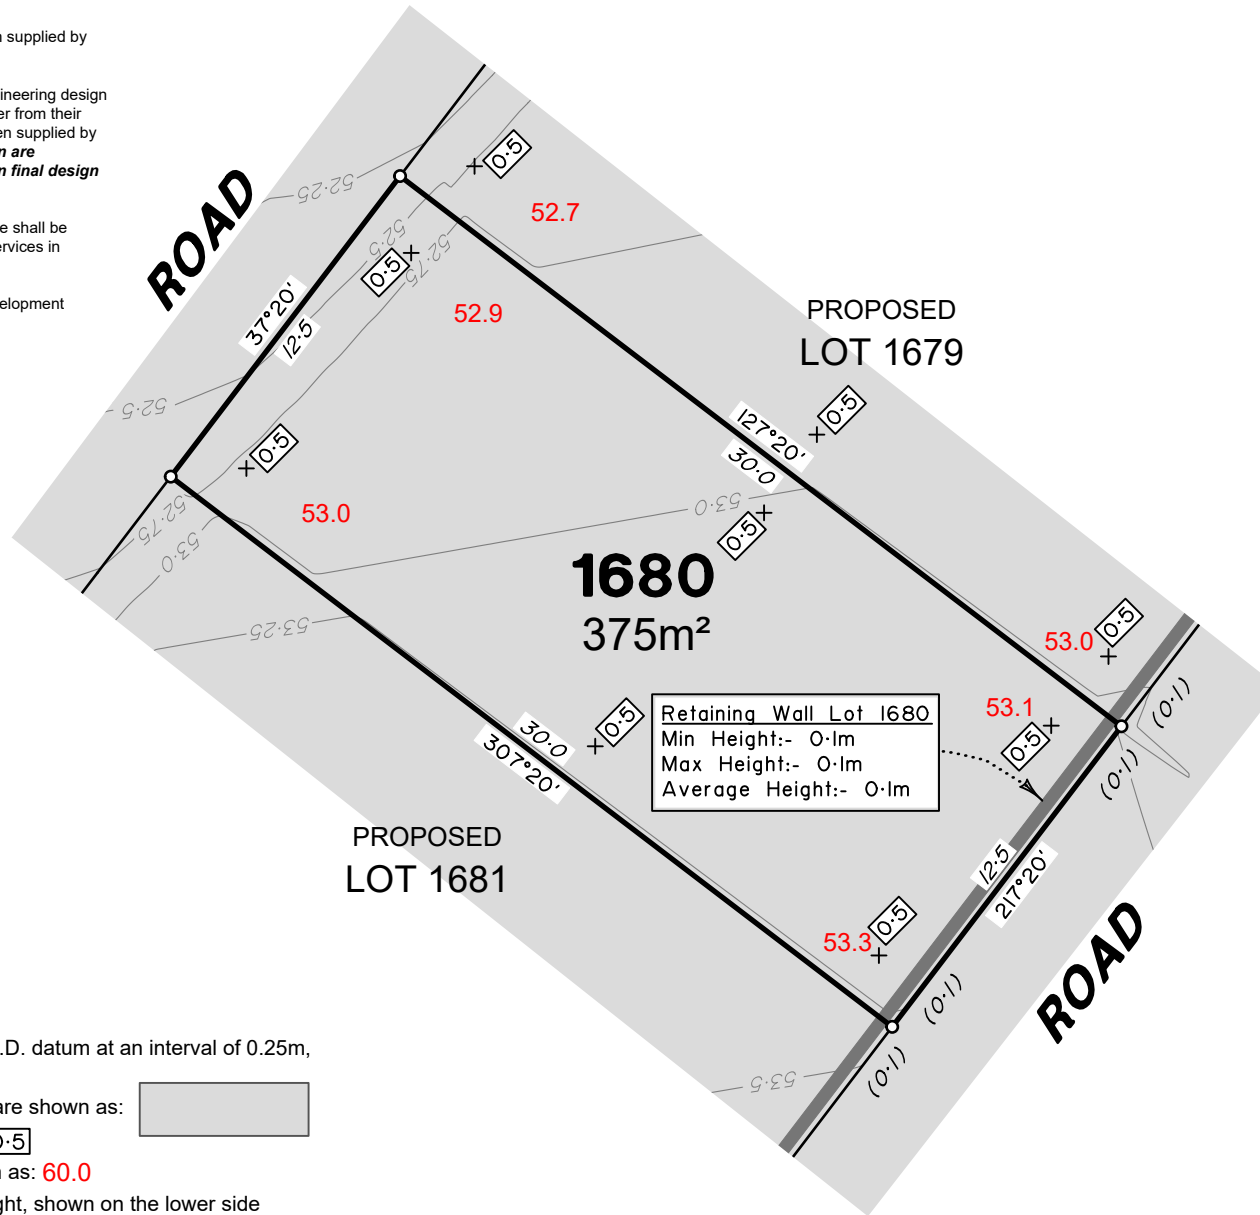 supplied by
ineering design
er from their
en supplied by
n are
n final design
e shall be
ervices in
elopment
ROAD
52·25
0·5
52.7
52·5
52·75
0·5
52.9
37°20'
12·5
PROPOSED
LOT 1679
52·5
0·5
0·5
127°20'
30·0
53.0
52·75
53·0
53·0
0·5
1680
375m²
53·25
0·5
53.0
(1·0)
53.1
0·5
(1·0)
0·5
30·0
307°20'
Retaining Wall Lot 1680
Min Height:- 0·1m
Max Height:- 0·1m
Average Height:- 0·1m
PROPOSED
LOT 1681
12·5
217°20'
0·5
53.3
ROAD
(1·0)
(1·0)
53·5
.D. datum at an interval of 0.25m,
are shown as:
0·5
as: 60.0
ght, shown on the lower side